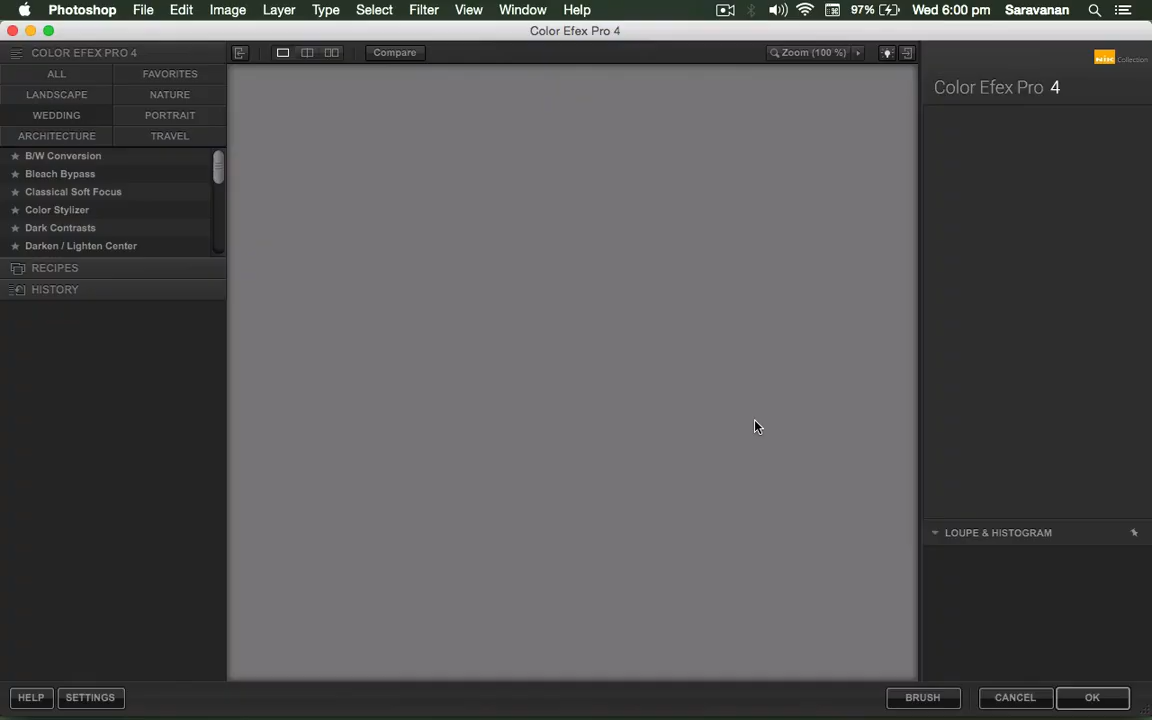 Photoshop File Edit Image Layer Type Select Filter View Window Help 97% Wed 6:00 pm Saravanan
Color Efex Pro 4
COLOR EFEX PRO 4 Compare Zoom (100 %)
Collection
ALL FAVORITES
Color Efex Pro 4
LANDSCAPE NATURE
WEDDING PORTRAIT
ARCHITECTURE TRAVEL
B/W Conversion
Bleach Bypass
Classical Soft Focus
Color Stylizer
Dark Contrasts
Darken / Lighten Center
RECIPES
HISTORY
LOUPE & HISTOGRAM
HELP SETTINGS BRUSH CANCEL OK